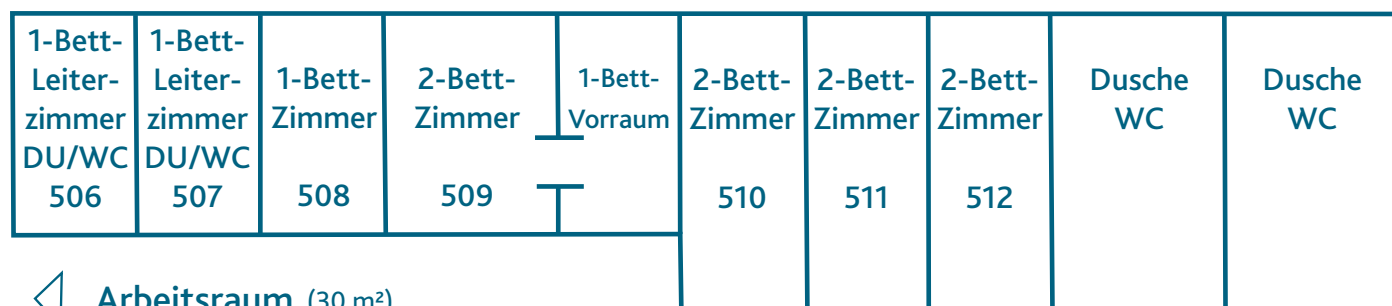 1-Bett-
Leiter-
zimmer
DU/WC
506
1-Bett-
Leiter-
zimmer
DU/WC
507
1-Bett-
Zimmer
508
2-Bett-
Zimmer
509
1-Bett-
Vorraum
2-Bett-
Zimmer
510
2-Bett-
Zimmer
511
2-Bett-
Zimmer
512
Dusche
WC
Dusche
WC
Arbeitsraum (30 m²)